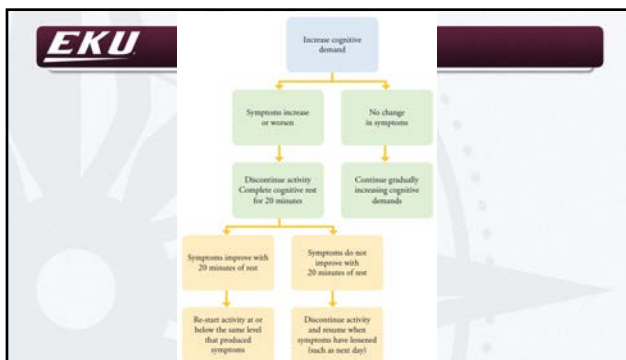 EKU
Increase cognitive
demand
Symptoms increase
or worsen
No change
in symptoms
Discontinue activity
Complete cognitive rest
for 20 minutes
Continue gradually
increasing cognitive
demands
Symptoms improve with
20 minutes of rest
Symptoms do not
improve with
20 minutes of rest
Re-start activity at or
below the same level
that produced
symptoms
Discontinue activity
and resume when
symptoms have lessened
(such as next day)